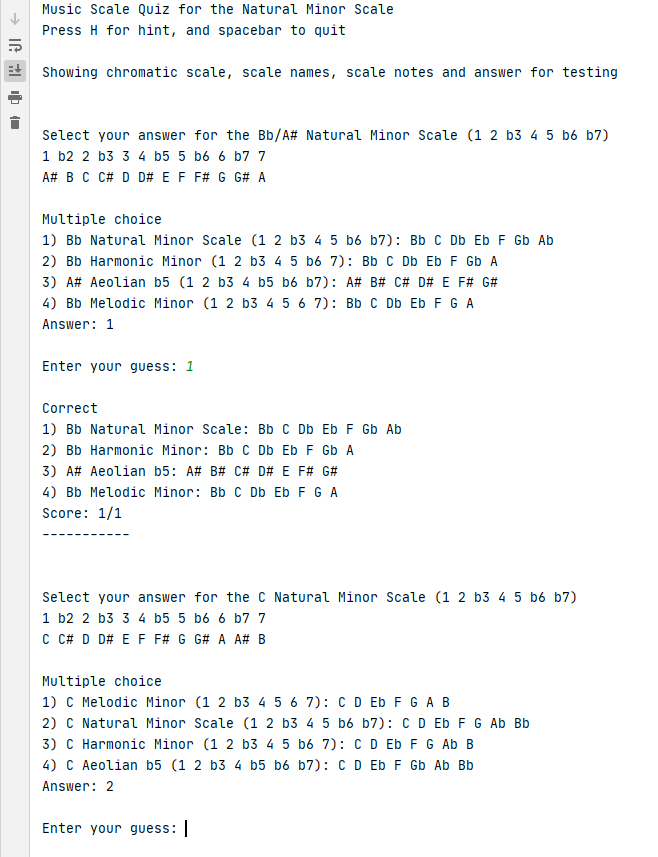 Music Scale Quiz for the Natural Minor Scale
Press H for hint, and spacebar to quit
Showing chromatic scale, scale names, scale notes and answer for testing
Select your answer for the Bb/A# Natural Minor Scale (1 2 b3 4 5 b6 b7)
1 b2 2 b3 3 4 b5 5 b6 6 b7 7
A# B C C# D D# E F F# G G# A
Multiple choice
1) Bb Natural Minor Scale (1 2 b3 4 5 b6 b7): Bb C Db Eb F Gb Ab
2) Bb Harmonic Minor (1 2 b3 4 5 b6 7): Bb C Db Eb F Gb A
3) A# Aeolian b5 (1 2 b3 4 b5 b6 b7): A# B# C# D# E F# G#
4) Bb Melodic Minor (1 2 b3 4 5 6 7): Bb C Db Eb F G A
Answer: 1
Enter your guess: 1
Correct
1) Bb Natural Minor Scale: Bb C Db Eb F Gb Ab
2) Bb Harmonic Minor: Bb C Db Eb F Gb A
3) A# Aeolian b5: A# B# C# D# E F# G#
4) Bb Melodic Minor: Bb C Db Eb F G A
Score: 1/1
-----------
Select your answer for the C Natural Minor Scale (1 2 b3 4 5 b6 b7)
1 b2 2 b3 3 4 b5 5 b6 6 b7 7
C C# D D# E F F# G G# A A# B
Multiple choice
1) C Melodic Minor (1 2 b3 4 5 6 7): C D Eb F G A B
2) C Natural Minor Scale (1 2 b3 4 5 b6 b7): C D Eb F G Ab Bb
3) C Harmonic Minor (1 2 b3 4 5 b6 7): C D Eb F G Ab B
4) C Aeolian b5 (1 2 b3 4 b5 b6 b7): C D Eb F Gb Ab Bb
Answer: 2
Enter your guess: